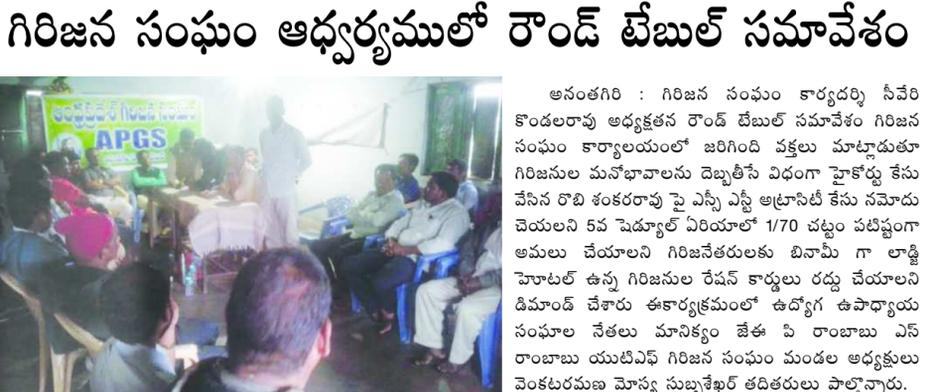 గిరిజన సంఘం ఆధ్వర్యములో రౌండ్ టేబుల్ సమావేశం
ఆంధ్రప్రదేశ్ గిరిజన సంఘం
APGS
అనంతగిరి : గిరిజన సంఘం కార్యదర్శి సీవేరి
కొండలరావు అధ్యక్షతన రౌండ్ టేబుల్ సమావేశం గిరిజన
సంఘం కార్యాలయంలో జరిగింది వక్తలు మాట్లాడుతూ
గిరిజనుల మనోభావాలను దెబ్బతీసే విధంగా హైకోర్టు కేసు
వేసిన రొబి శంకరరావు పై ఎస్సీ ఎస్టీ అట్రాసిటీ కేసు నమోదు
చెయలని 5వ షెడ్యూల్ ఏరియాలో 1/70 చట్టం పటిష్టంగా
అమలు చేయాలని గిరిజనేతరులకు బినామీ గా లాడ్జి
హెూటల్ ఉన్న గిరిజనుల రేషన్ కార్డులు రద్దు చేయాలని
డిమాండ్ చేశారు ఈకార్యక్రమంలో ఉద్యోగ ఉపాధ్యాయ
సంఘాల నేతలు మానిక్యం జేఈ పి రాంబాబు ఎస్
రాంబాబు యుటిఎఫ్ గిరిజన సంఘం మండల అధ్యక్షులు
వెంకటరమణ మోస్య సుబ్బశేఖర్ తదితరులు పాల్గొన్నారు.